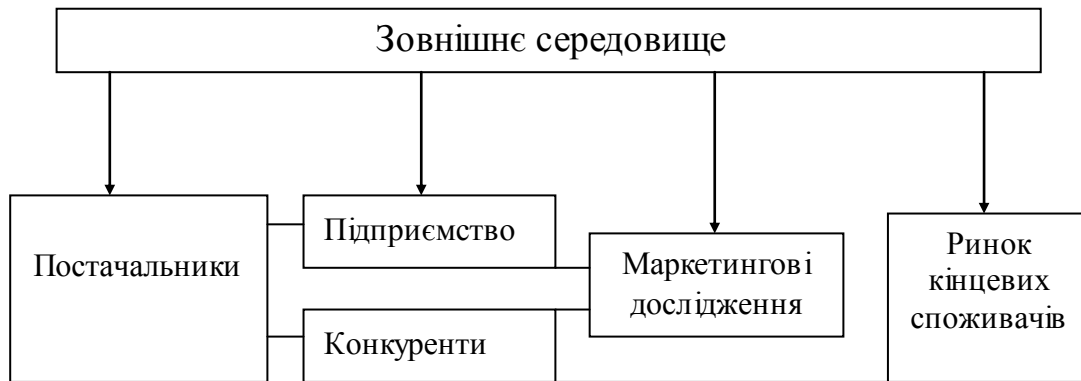 Зовнішнє середовище
Постачальники
Підприємство
Конкуренти
Маркетингові
дослідження
Ринок
кінцевих
споживачів